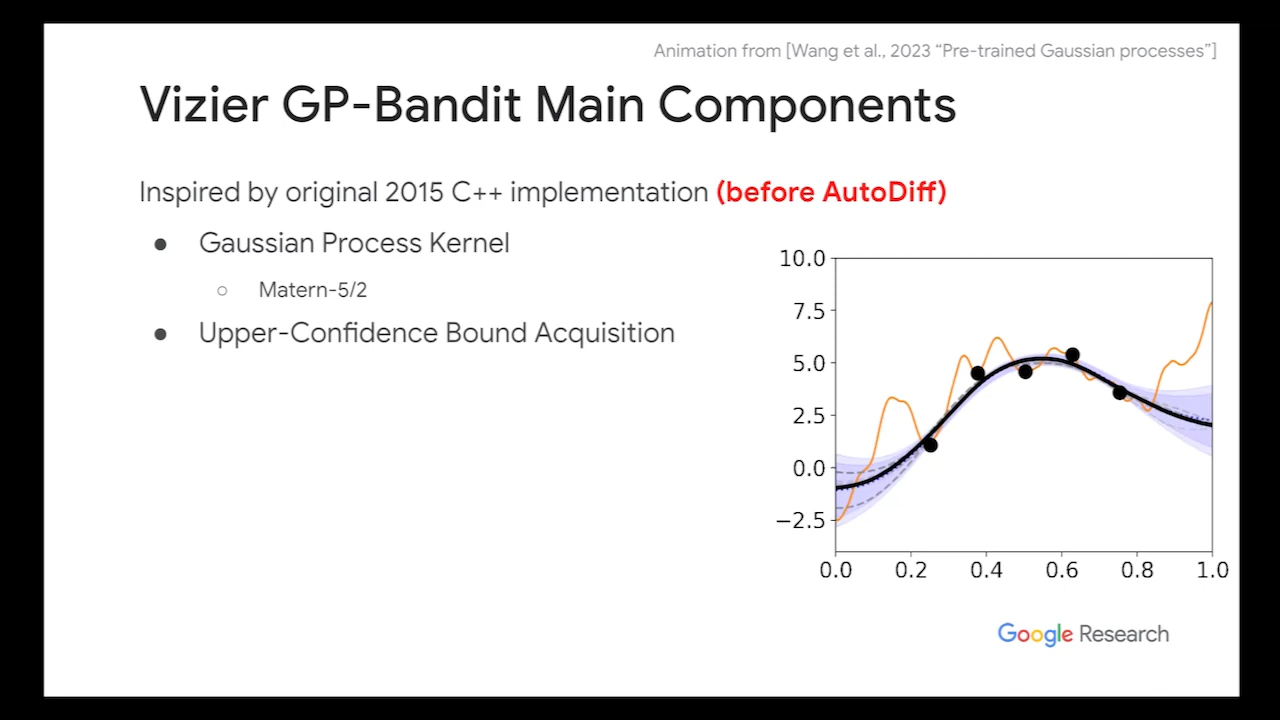 Animation from [Wang et al., 2023 “Pre-trained Gaussian processes”]
Vizier GP-Bandit Main Components
Inspired by original 2015 C++ implementation (before AutoDiff)
● Gaussian Process Kernel
○ Matern-5/2
● Upper-Confidence Bound Acquisition
10.0
7.5
5.0
2.5
0.0
−2.5
0.0 0.2 0.4 0.6 0.8 1.0
Google Research